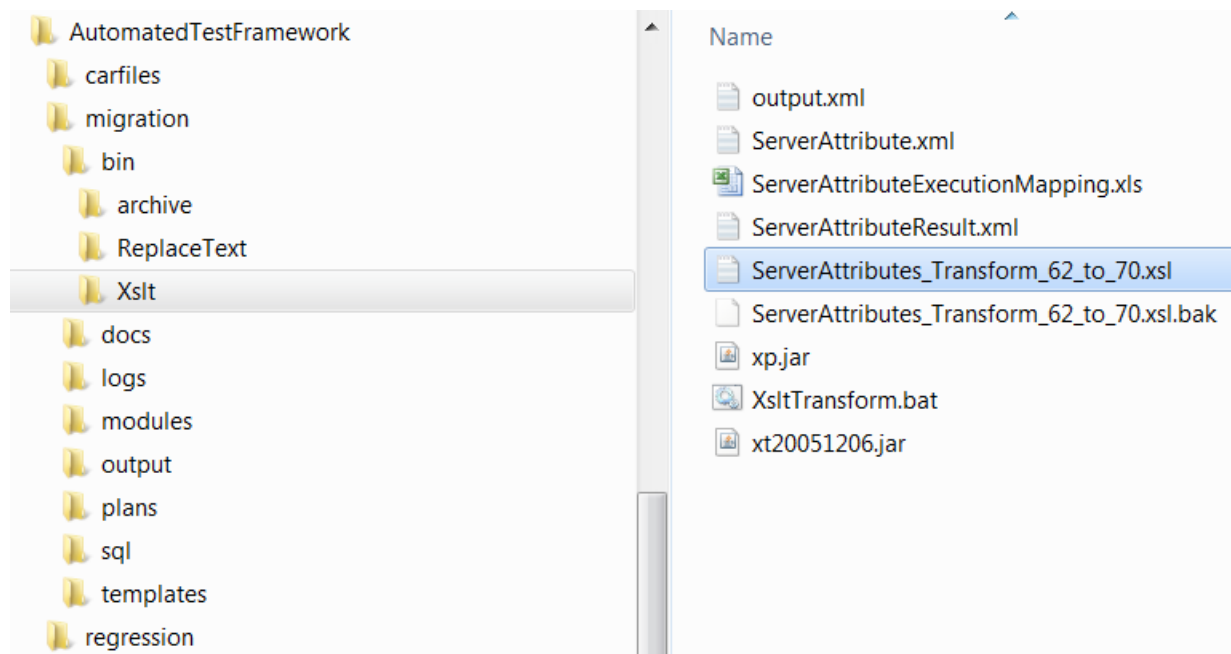 AutomatedTestFramework
carfiles
migration
bin
archive
ReplaceText
Xslt
docs
logs
modules
output
plans
sql
templates
regression
Name
output.xml
ServerAttribute.xml
ServerAttributeExecutionMapping.xls
ServerAttributeResult.xml
ServerAttributes_Transform_62_to_70.xsl
ServerAttributes_Transform_62_to_70.xsl.bak
xp.jar
XsltTransform.bat
xt20051206.jar